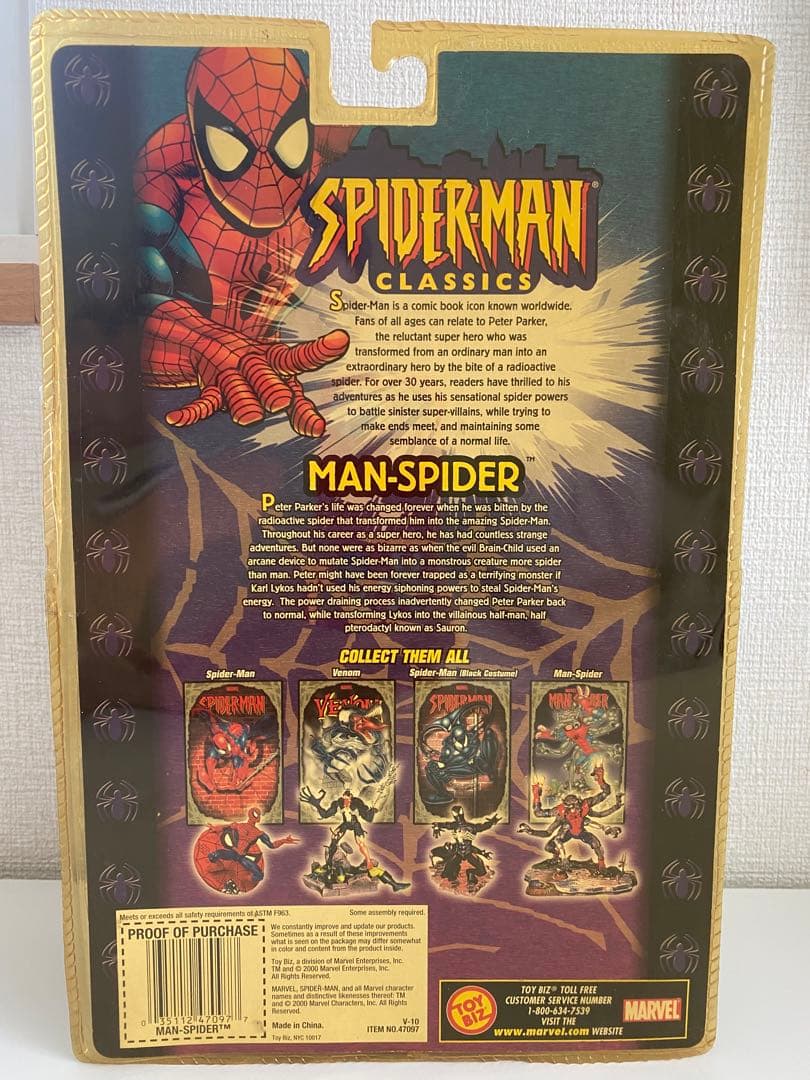 SPIDER-MAN®
CLASSICS
Spider-Man is a comic book icon known worldwide.
Fans of all ages can relate to Peter Parker,
the reluctant super hero who was
transformed from an ordinary man into an
extraordinary hero by the bite of a radioactive
spider. For over 30 years, readers have thrilled to his
adventures as he uses his sensational spider powers
to battle sinister super-villains, while trying to
make ends meet, and maintaining some
semblance of a normal life.
MAN-SPIDER™
Peter Parker's life was changed forever when he was bitten by the
radioactive spider that transformed him into the amazing Spider-Man.
Throughout his career as a super hero, he has had countless strange
adventures. But none were as bizarre as when the evil Brain-Child used an
arcane device to mutate Spider-Man into a monstrous creature more spider
than man. Peter might have been forever trapped as a terrifying monster if
Karl Lykos hadn't used his energy siphoning powers to steal Spider-Man's
energy. The power draining process inadvertently changed Peter Parker back
to normal, while transforming Lykos into the villainous half-man, half
pterodactyl known as Sauron.
COLLECT THEM ALL
Spider-Man
Venom
Spider-Man (Black Costume)
Man-Spider
SPIDER-MAN
VENOM
SPIDER-MAN
MAN-SPIDER
Meets or exceeds all safety requirements of ASTM F963.
Some assembly required.
PROOF OF PURCHASE
0 35112 47097 7
MAN-SPIDER™
We constantly improve and update our products.
Sometimes as a result of these improvements
what is seen on the package may differ somewhat
in color and content from the product inside.
Toy Biz, a division of Marvel Enterprises, Inc.
TM and © 2000 Marvel Enterprises, Inc.
All Rights Reserved.
MARVEL, SPIDER-MAN, and all Marvel character
names and distinctive likenesses thereof: TM
and © 2000 Marvel Characters, Inc.
All Rights Reserved.
Made in China.
V-10
Toy Biz, NYC 10017
ITEM NO.47097
TOY BIZ
TOY BIZ® TOLL FREE
CUSTOMER SERVICE NUMBER
1-800-634-7539
VISIT THE
www.marvel.com WEBSITE
MARVEL